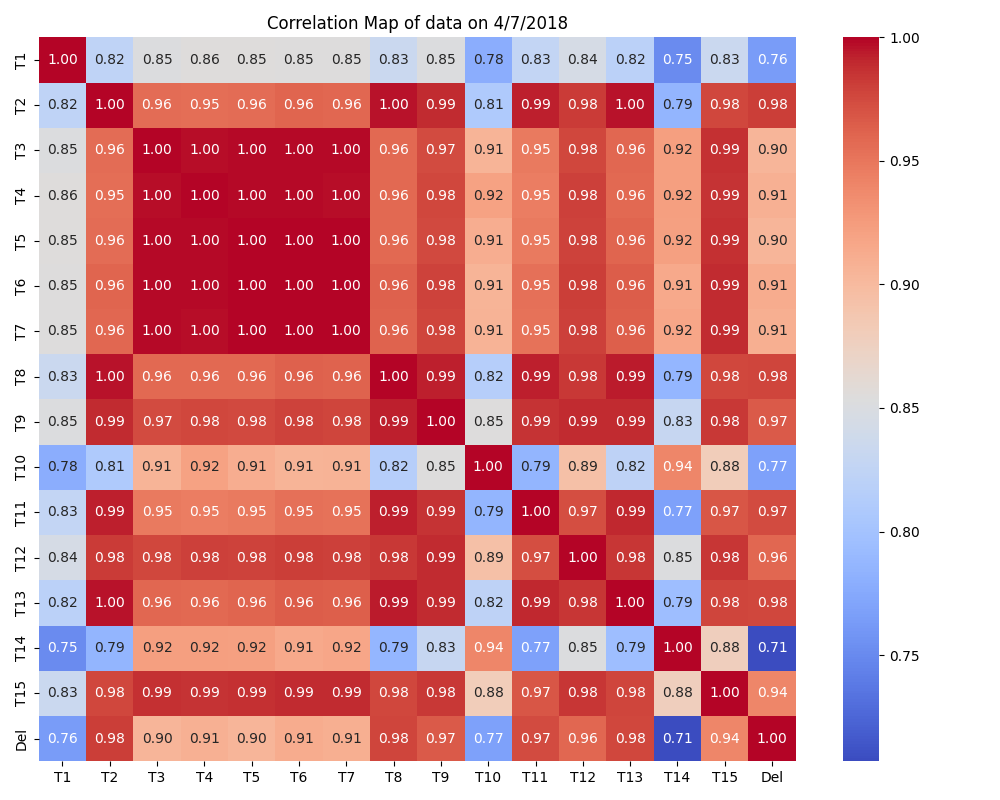 Correlation Map of data on 4/7/2018
T1 1.00 0.82 0.85 0.86 0.85 0.85 0.85 0.83 0.85 0.78 0.83 0.84 0.82 0.75 0.83 0.76
T2 0.82 1.00 0.96 0.95 0.96 0.96 0.96 1.00 0.99 0.81 0.99 0.98 1.00 0.79 0.98 0.98
T3 0.85 0.96 1.00 1.00 1.00 1.00 1.00 0.96 0.97 0.91 0.95 0.98 0.96 0.92 0.99 0.90
T4 0.86 0.95 1.00 1.00 1.00 1.00 1.00 0.96 0.98 0.92 0.95 0.98 0.96 0.92 0.99 0.91
T5 0.85 0.96 1.00 1.00 1.00 1.00 1.00 0.96 0.98 0.91 0.95 0.98 0.96 0.92 0.99 0.90
T6 0.85 0.96 1.00 1.00 1.00 1.00 1.00 0.96 0.98 0.91 0.95 0.98 0.96 0.91 0.99 0.91
T7 0.85 0.96 1.00 1.00 1.00 1.00 1.00 0.96 0.98 0.91 0.95 0.98 0.96 0.92 0.99 0.91
T8 0.83 1.00 0.96 0.96 0.96 0.96 0.96 1.00 0.99 0.82 0.99 0.98 0.99 0.79 0.98 0.98
T9 0.85 0.99 0.97 0.98 0.98 0.98 0.98 0.99 1.00 0.85 0.99 0.99 0.99 0.83 0.98 0.97
T10 0.78 0.81 0.91 0.92 0.91 0.91 0.91 0.82 0.85 1.00 0.79 0.89 0.82 0.94 0.88 0.77
T11 0.83 0.99 0.95 0.95 0.95 0.95 0.95 0.99 0.99 0.79 1.00 0.97 0.99 0.77 0.97 0.97
T12 0.84 0.98 0.98 0.98 0.98 0.98 0.98 0.98 0.99 0.89 0.97 1.00 0.98 0.85 0.98 0.96
T13 0.82 1.00 0.96 0.96 0.96 0.96 0.96 0.99 0.99 0.82 0.99 0.98 1.00 0.79 0.98 0.98
T14 0.75 0.79 0.92 0.92 0.92 0.91 0.92 0.79 0.83 0.94 0.77 0.85 0.79 1.00 0.88 0.71
T15 0.83 0.98 0.99 0.99 0.99 0.99 0.99 0.98 0.98 0.88 0.97 0.98 0.98 0.88 1.00 0.94
Del 0.76 0.98 0.90 0.91 0.90 0.91 0.91 0.98 0.97 0.77 0.97 0.96 0.98 0.71 0.94 1.00
T1 T2 T3 T4 T5 T6 T7 T8 T9 T10 T11 T12 T13 T14 T15 Del
1.00
0.95
0.90
0.85
0.80
0.75